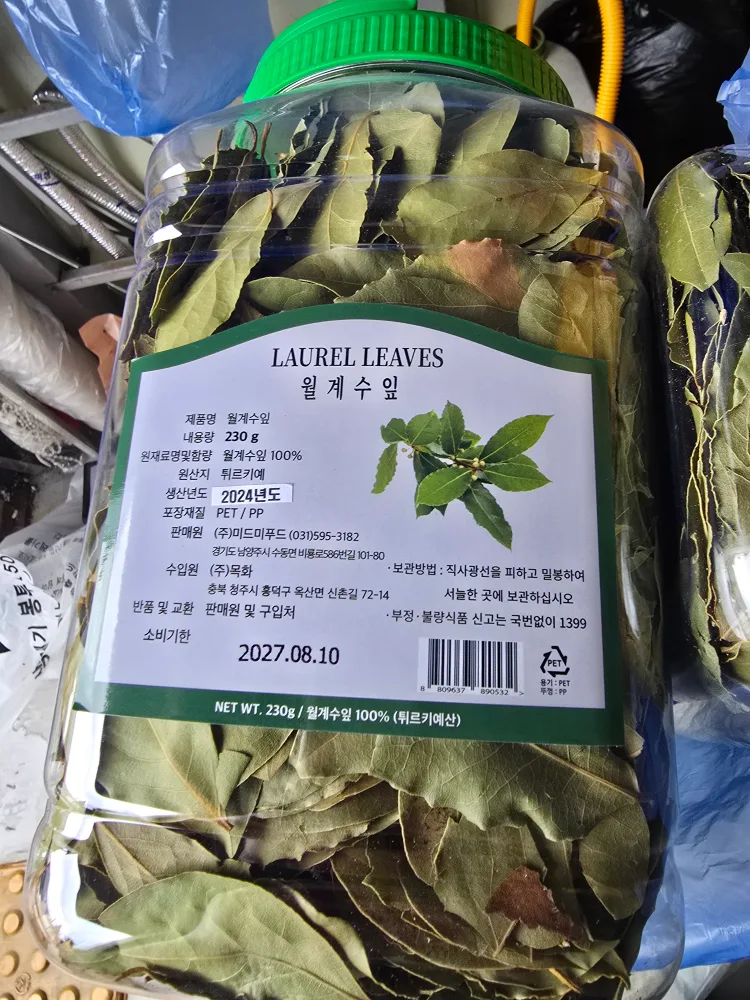 LAUREL LEAVES
월계수잎
제품명 월계수잎
내용량 230 g
원재료명및함량 월계수잎 100%
원산지 튀르키예
생산년도 2024년도
포장재질 PET / PP
판매원 (주)미드미푸드 (031)595-3182
경기도 남양주시 수동면 비룡로586번길 101-80
수입원 (주)목화
충북 청주시 흥덕구 옥산면 신촌길 72-14
반품 및 교환 판매원 및 구입처
소비기한
2027.08.10
·보관방법 : 직사광선을 피하고 밀봉하여
서늘한 곳에 보관하십시오
·부정·불량식품 신고는 국번없이 1399
8 809637 890532 >
PET
용기 : PET
뚜껑 : PP
NET WT. 230g / 월계수잎 100% (튀르키예산)